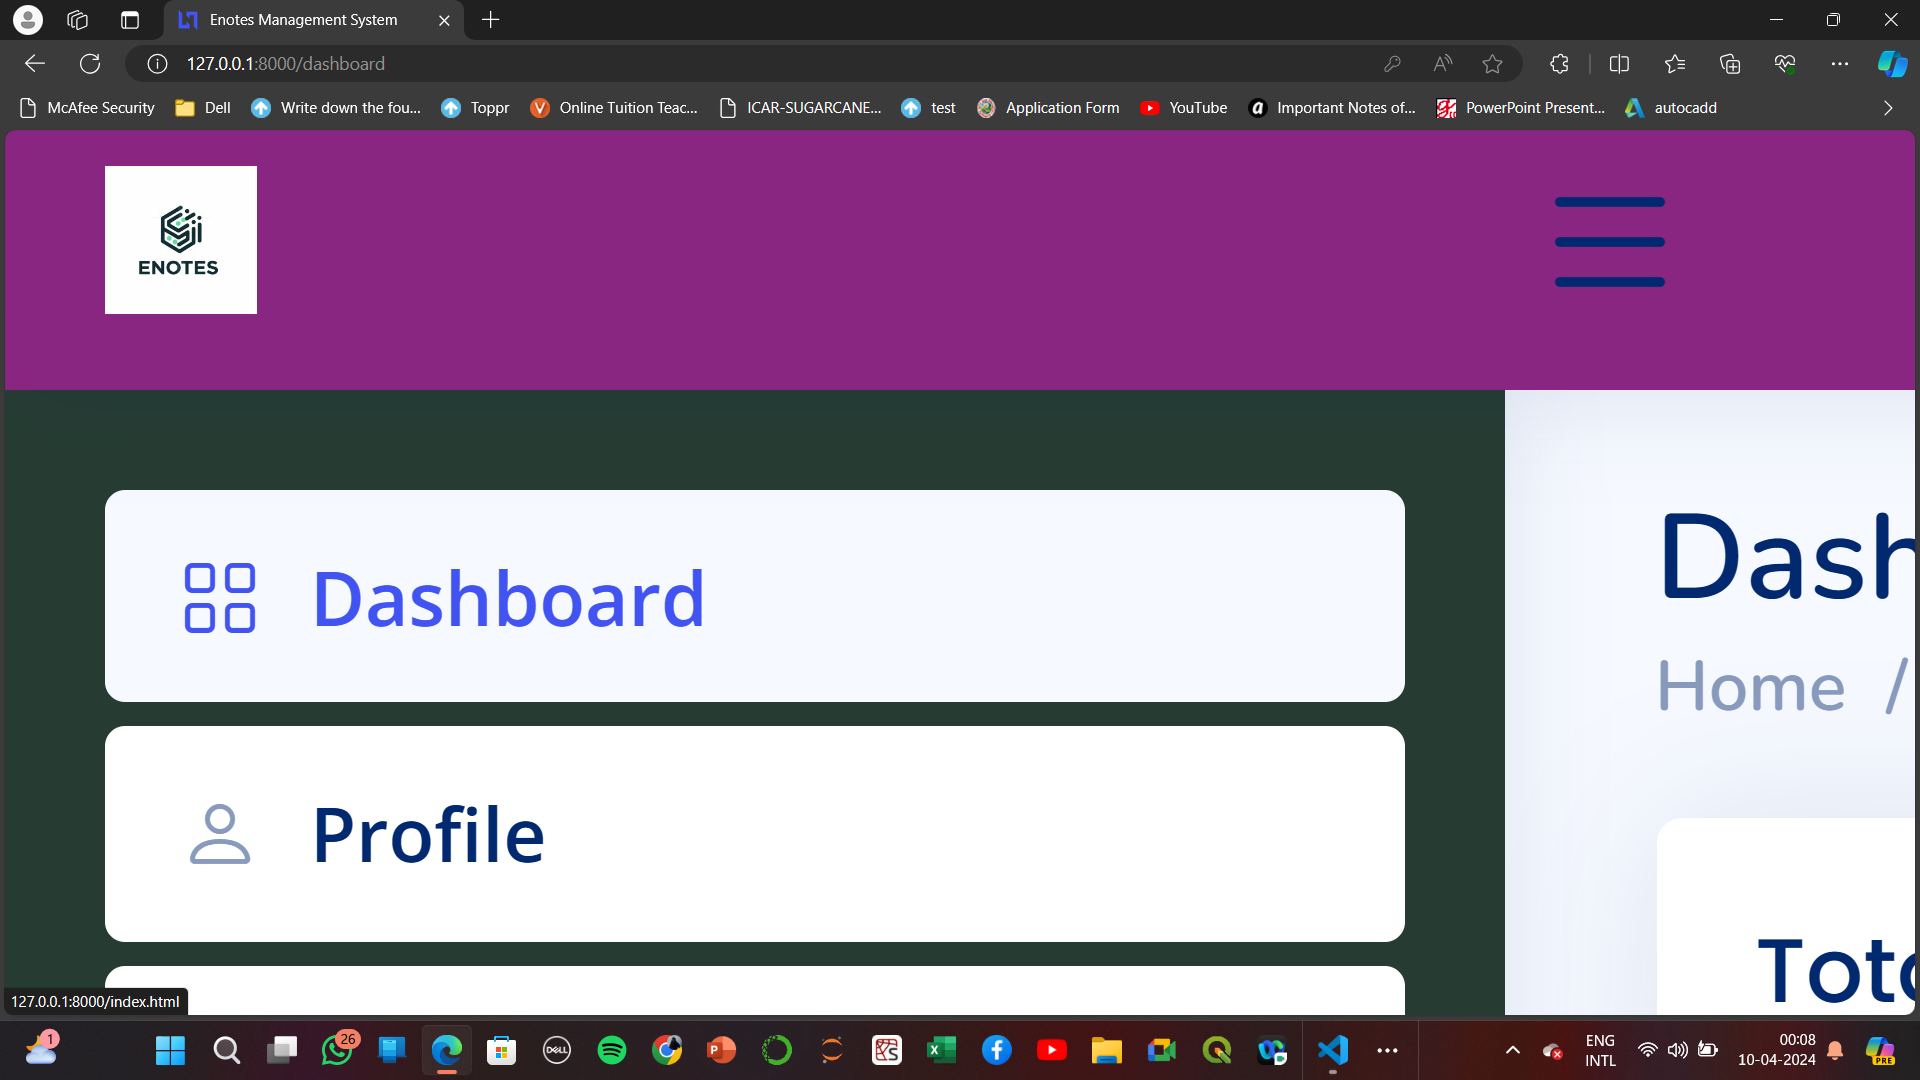 Enotes Management System
127.0.0.1:8000/dashboard
McAfee Security Dell Write down the fou... Toppr Online Tuition Teac... ICAR-SUGARCANE... test Application Form YouTube Important Notes of... PowerPoint Present... autocadd
ENOTES
Dashboard
Profile
Dash
Home /
Tota
127.0.0.1:8000/index.html
1
26
DELL
PRE
ENG
INTL
00:08
10-04-2024